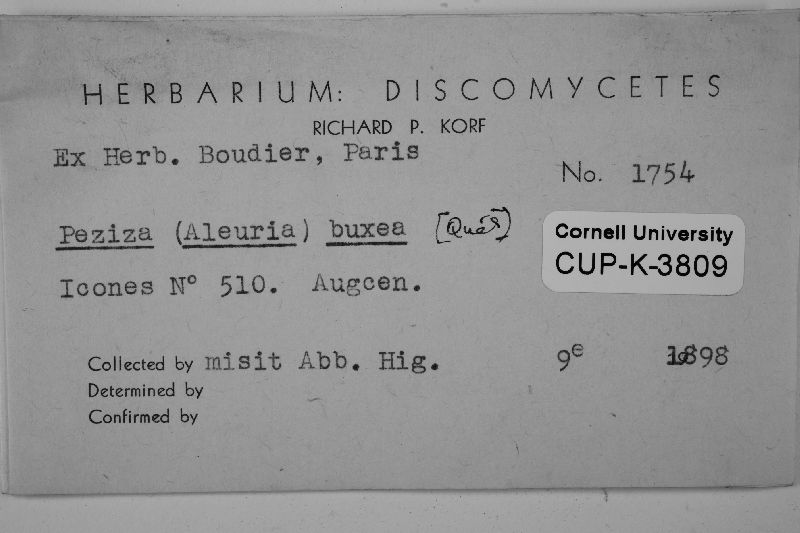 HERBARIUM: DISCOMYCETES
RICHARD P. KORF
Ex Herb. Boudier, Paris
No. 1754
Peziza (Aleuria) buxea [Quél]
Cornell University
CUP-K-3809
Icones Nº 510. Augcen.
Collected by misit Abb. Hig. 9e 1898
Determined by
Confirmed by